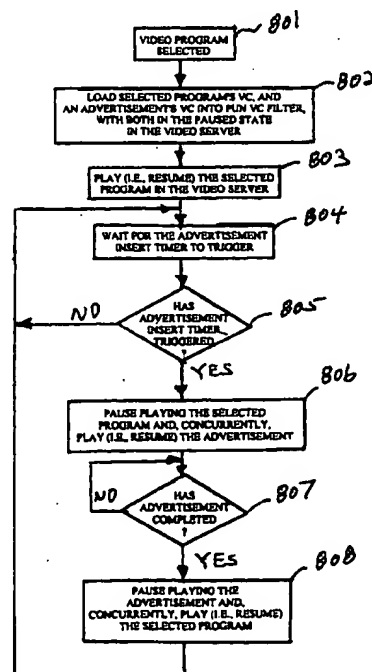 801
VIDEO PROGRAM
SELECTED
802
LOAD SELECTED PROGRAM'S VC, AND
AN ADVERTISEMENT'S VC INTO PUN VC FILTER,
WITH BOTH IN THE PAUSED STATE
IN THE VIDEO SERVER
803
PLAY (I.E., RESUME) THE SELECTED
PROGRAM IN THE VIDEO SERVER
804
WAIT FOR THE ADVERTISEMENT
INSERT TIMER TO TRIGGER
805
NO
HAS
ADVERTISEMENT
INSERT TIMER
TRIGGERED
?
YES
806
PAUSE PLAYING THE SELECTED
PROGRAM AND, CONCURRENTLY,
PLAY (I.E., RESUME) THE ADVERTISEMENT
NO
HAS
ADVERTISEMENT
COMPLETED
?
807
YES
808
PAUSE PLAYING THE
ADVERTISEMENT AND,
CONCURRENTLY, PLAY (I.E., RESUME)
THE SELECTED PROGRAM